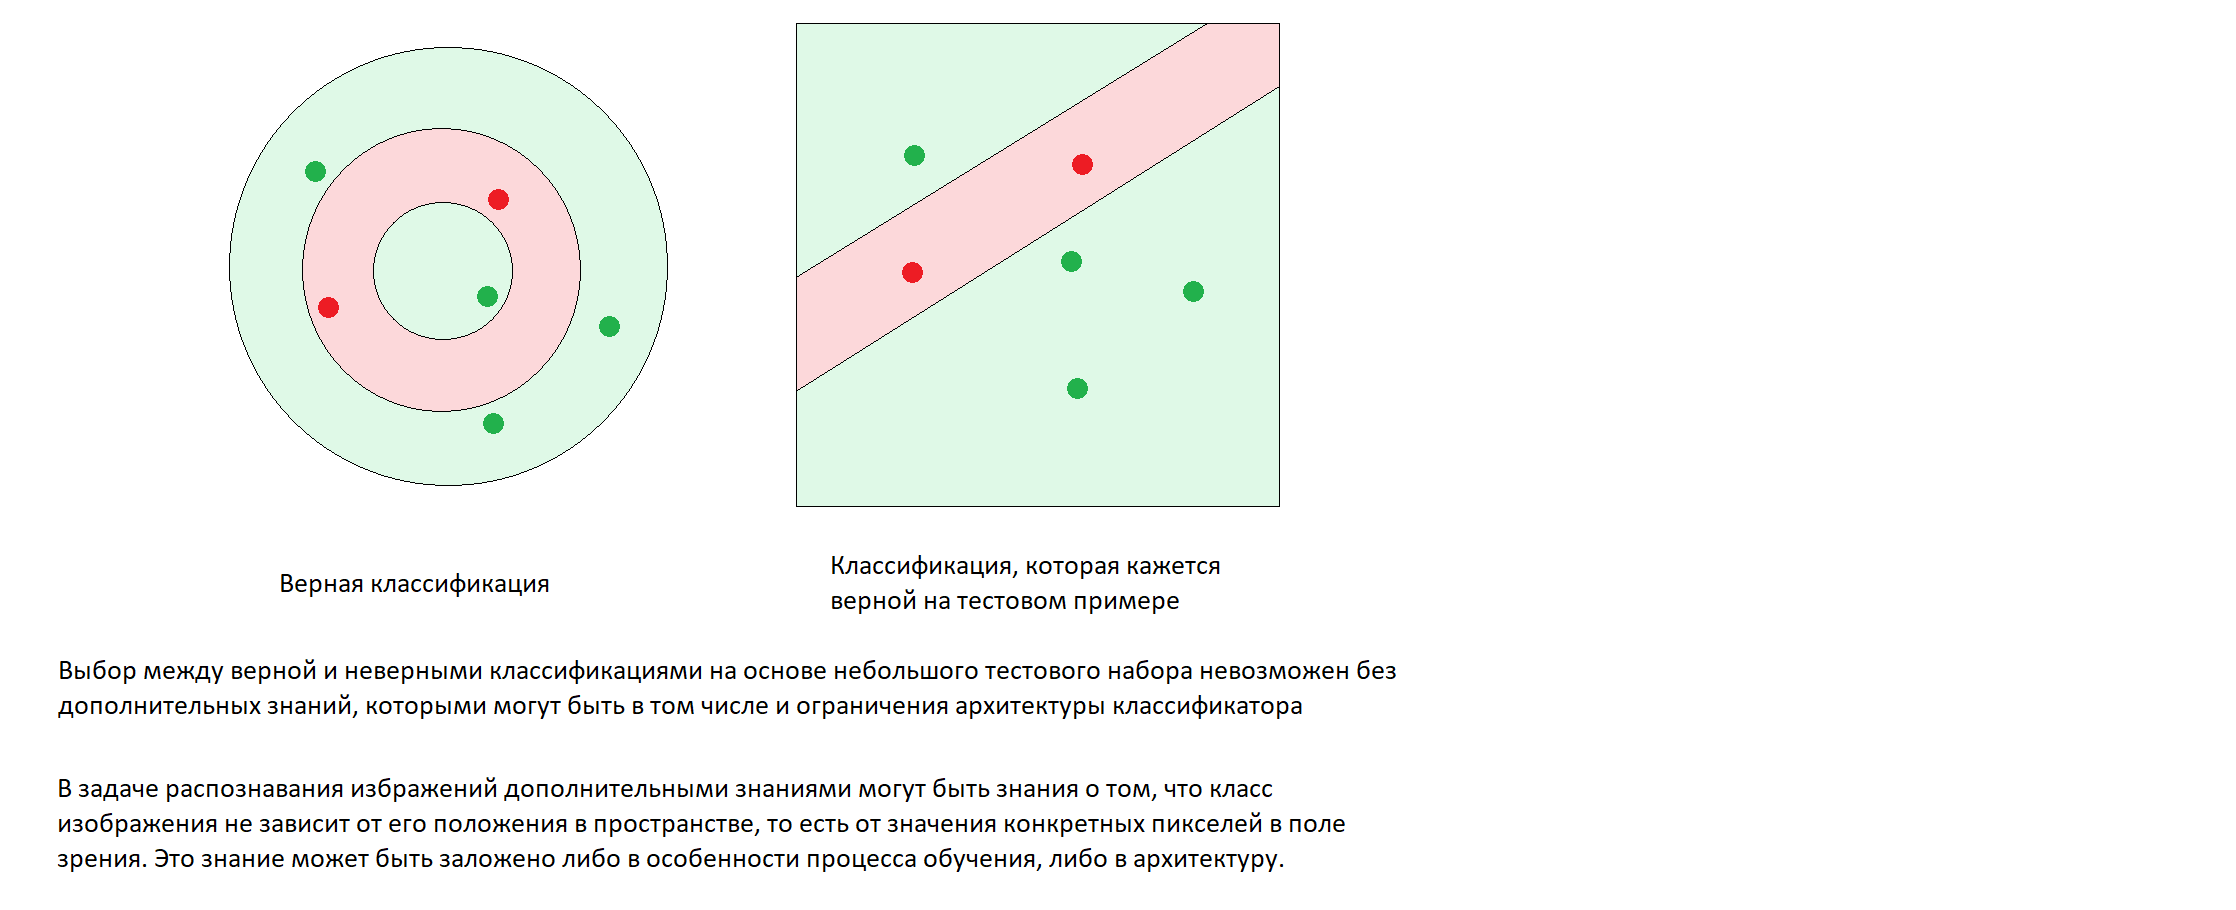 Верная классификация
Классификация, которая кажется
верной на тестовом примере
Выбор между верной и неверными классификациями на основе небольшого тестового набора невозможен без
дополнительных знаний, которыми могут быть в том числе и ограничения архитектуры классификатора
В задаче распознавания избражений дополнительными знаниями могут быть знания о том, что класс
изображения не зависит от его положения в пространстве, то есть от значения конкретных пикселей в поле
зрения. Это знание может быть заложено либо в особенности процесса обучения, либо в архитектуру.